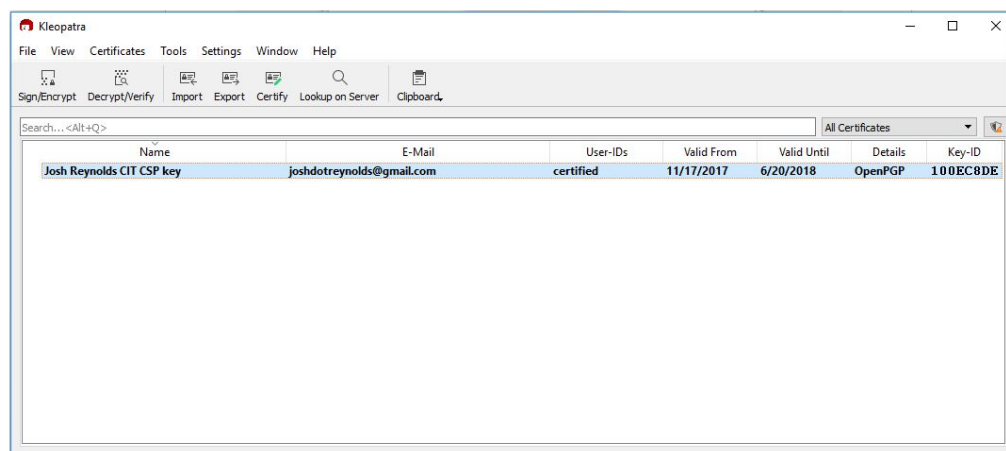 Kleopatra
File View Certificates Tools Settings Window Help
Sign/Encrypt Decrypt/Verify Import Export Certify Lookup on Server Clipboard
Search...<Alt+Q> All Certificates
Name E-Mail User-IDs Valid From Valid Until Details Key-ID
Josh Reynolds CIT CSP key joshdotreynolds@gmail.com certified 11/17/2017 6/20/2018 OpenPGP 100EC8DE